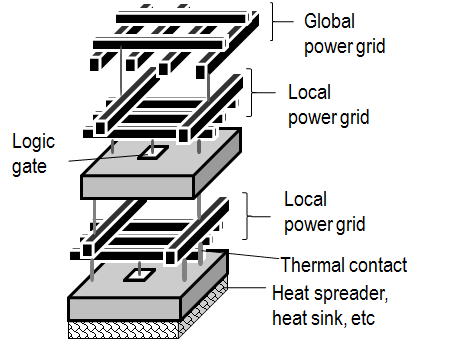 Global
power grid
Local
power grid
Logic
gate
Local
power grid
Thermal contact
Heat spreader,
heat sink, etc